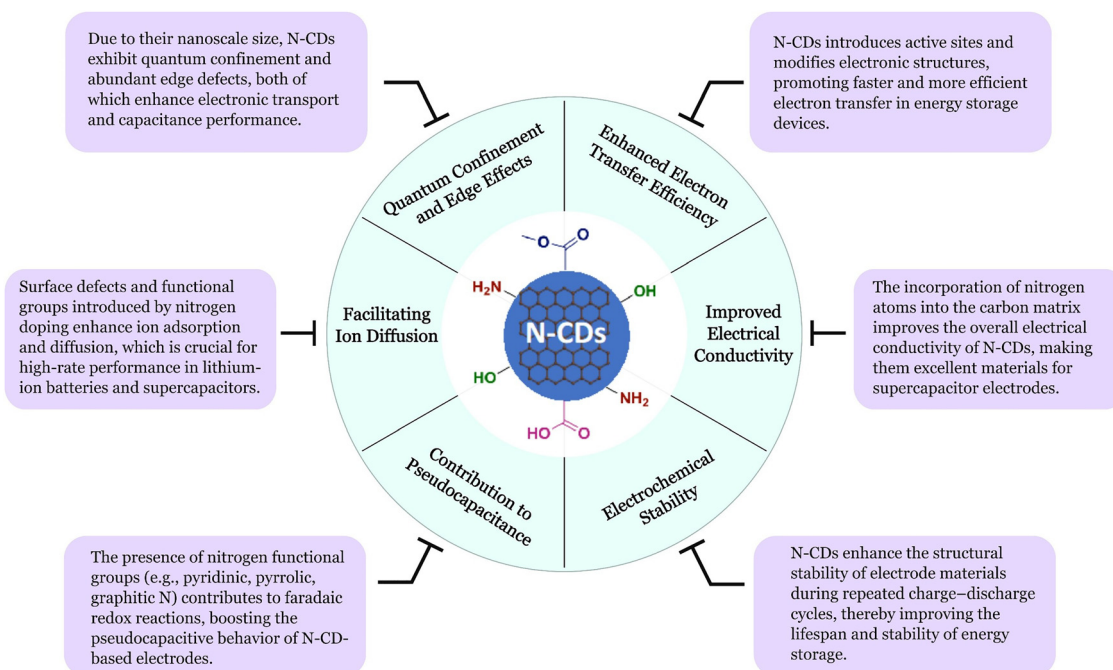 Due to their nanoscale size, N-CDs
exhibit quantum confinement and
abundant edge defects, both of
which enhance electronic transport
and capacitance performance.
N-CDs introduces active sites and
modifies electronic structures,
promoting faster and more efficient
electron transfer in energy storage
devices.
Quantum Confinement
and Edge Effects
Enhanced Electron
Transfer Efficiency
Surface defects and functional
groups introduced by nitrogen
doping enhance ion adsorption
and diffusion, which is crucial for
high-rate performance in lithium-
ion batteries and supercapacitors.
Facilitating
Ion Diffusion
O
O
H₂N
OH
N-CDs
HO
NH₂
HO
O
Improved
Electrical
Conductivity
The incorporation of nitrogen
atoms into the carbon matrix
improves the overall electrical
conductivity of N-CDs, making
them excellent materials for
supercapacitor electrodes.
Contribution to
Pseudocapacitance
Electrochemical
Stability
The presence of nitrogen functional
groups (e.g., pyridinic, pyrrolic,
graphitic N) contributes to faradaic
redox reactions, boosting the
pseudocapacitive behavior of N-CD-
based electrodes.
N-CDs enhance the structural
stability of electrode materials
during repeated charge–discharge
cycles, thereby improving the
lifespan and stability of energy
storage.